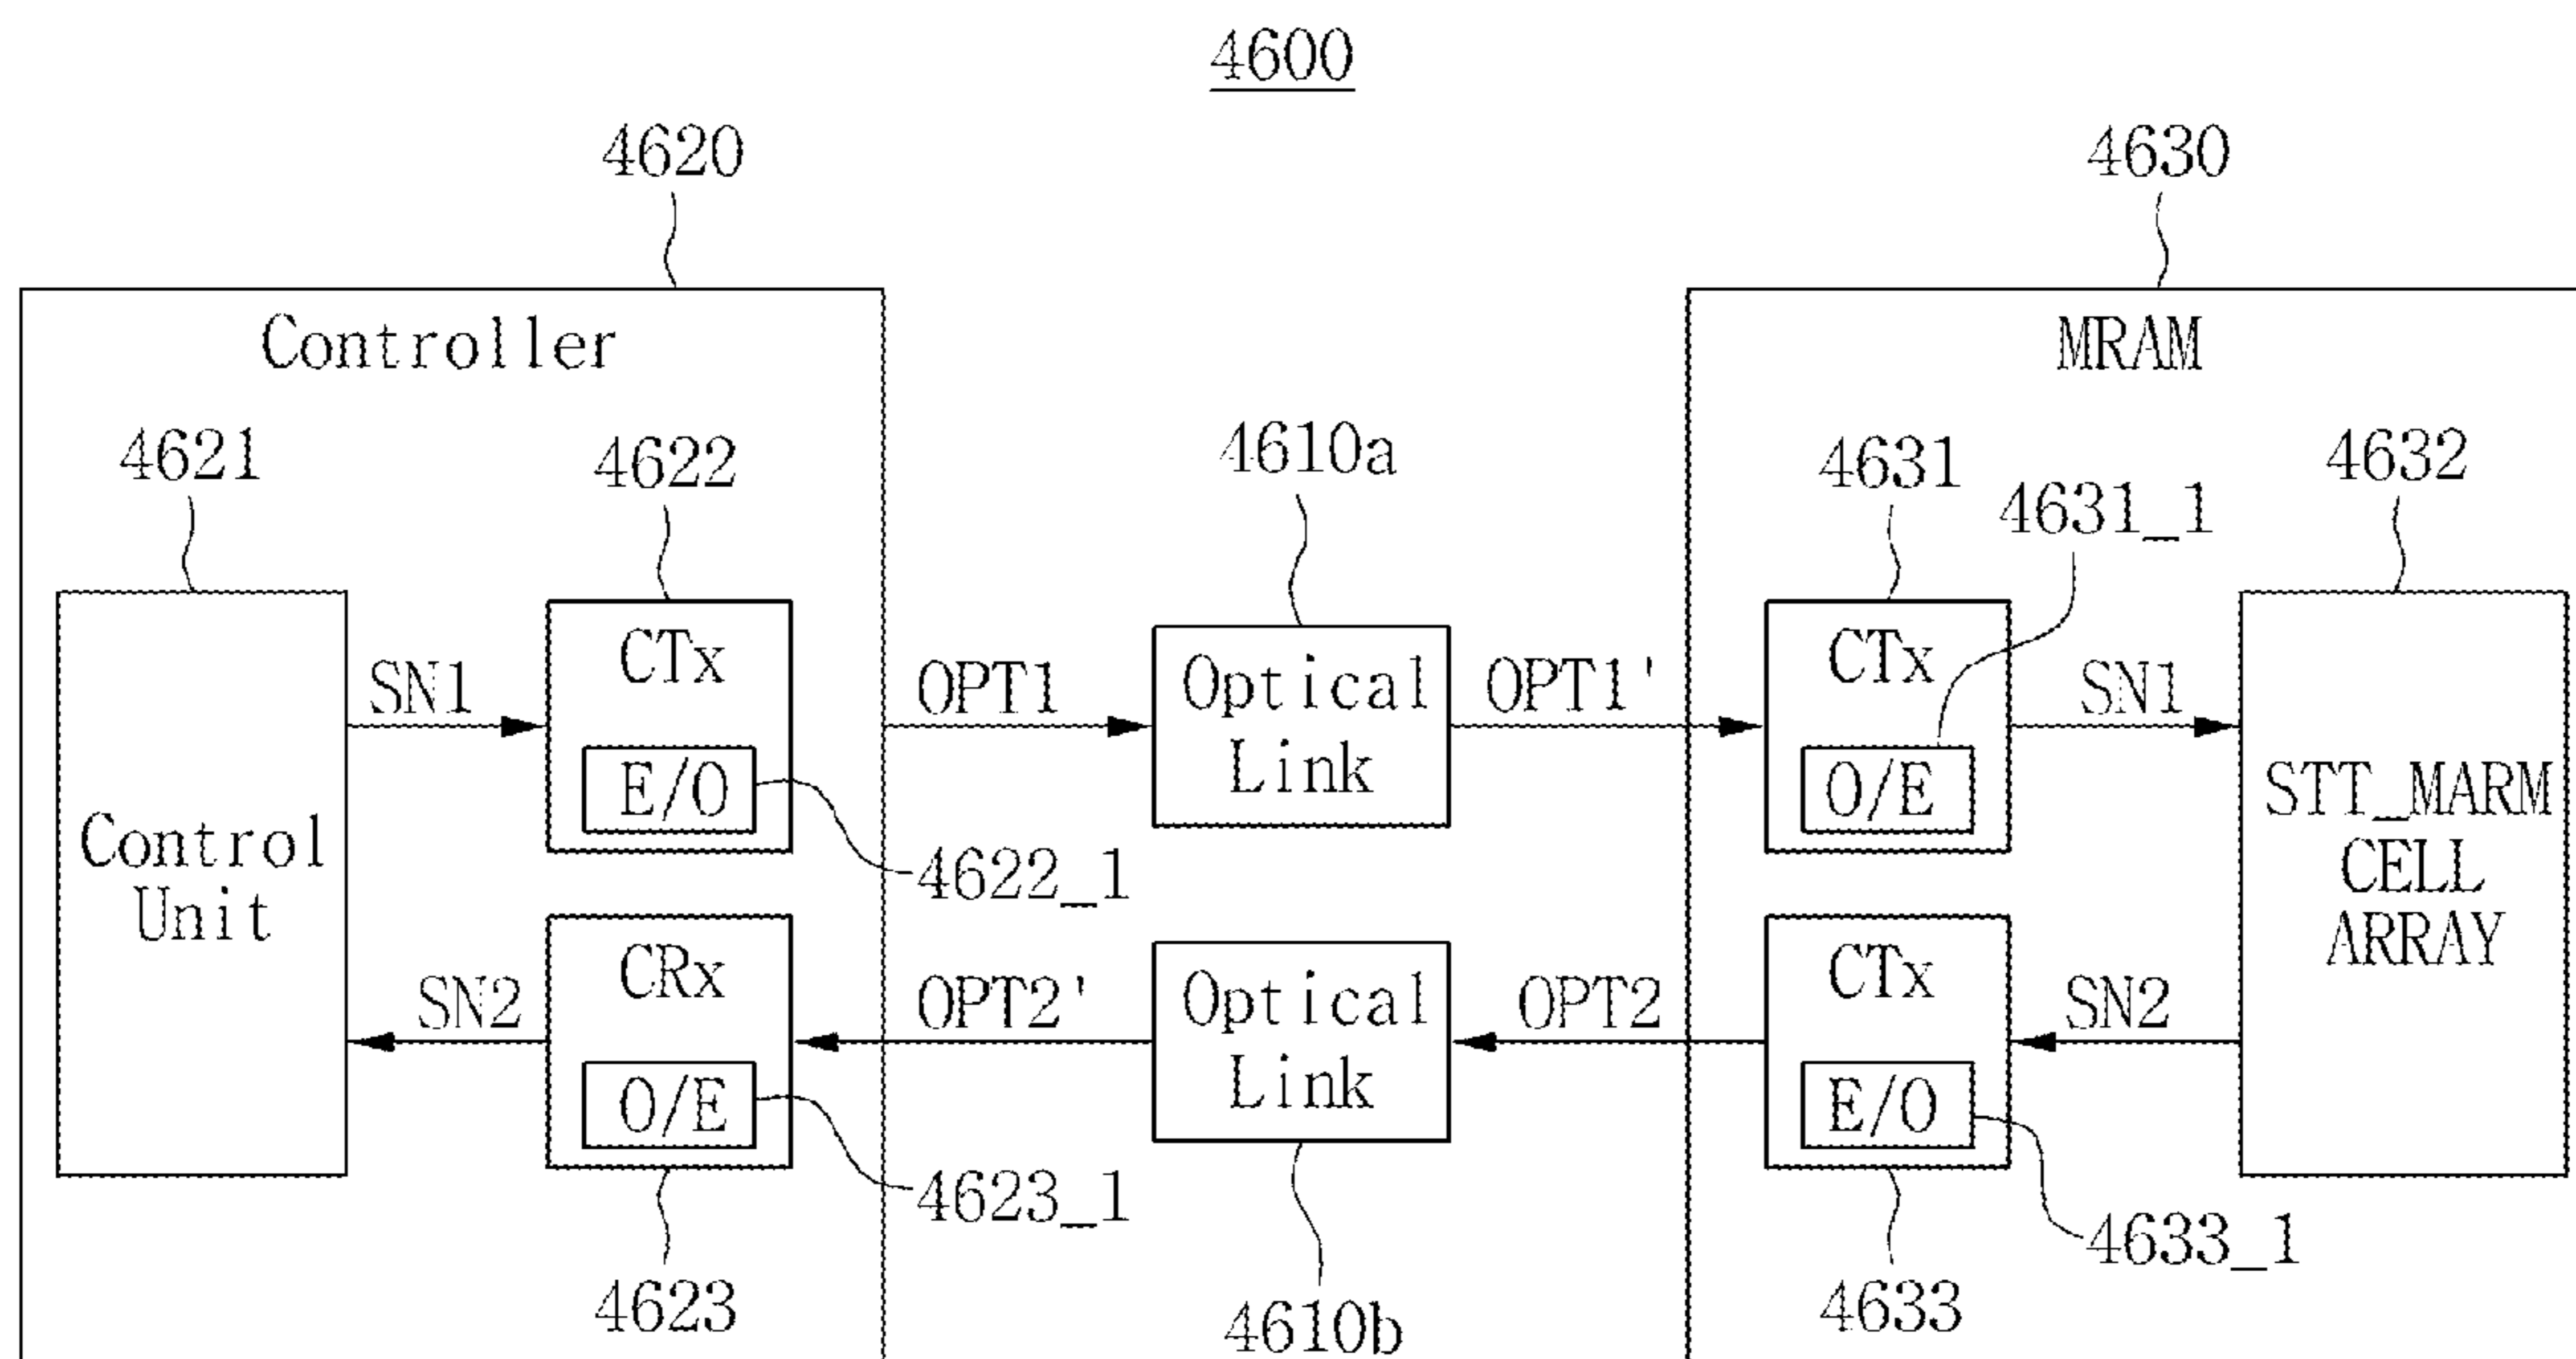 4600
4620
4630
Controller
MRAM
4621
4622
4610a
4631
4631_1
4632
CTx
E/O
4622_1
SN1
OPT1
Optical
Link
OPT1'
CTx
O/E
SN1
Control
Unit
STT_MARM
CELL
ARRAY
SN2
CRx
O/E
4623_1
OPT2'
Optical
Link
OPT2
CTx
E/O
4633_1
SN2
4623
4610b
4633